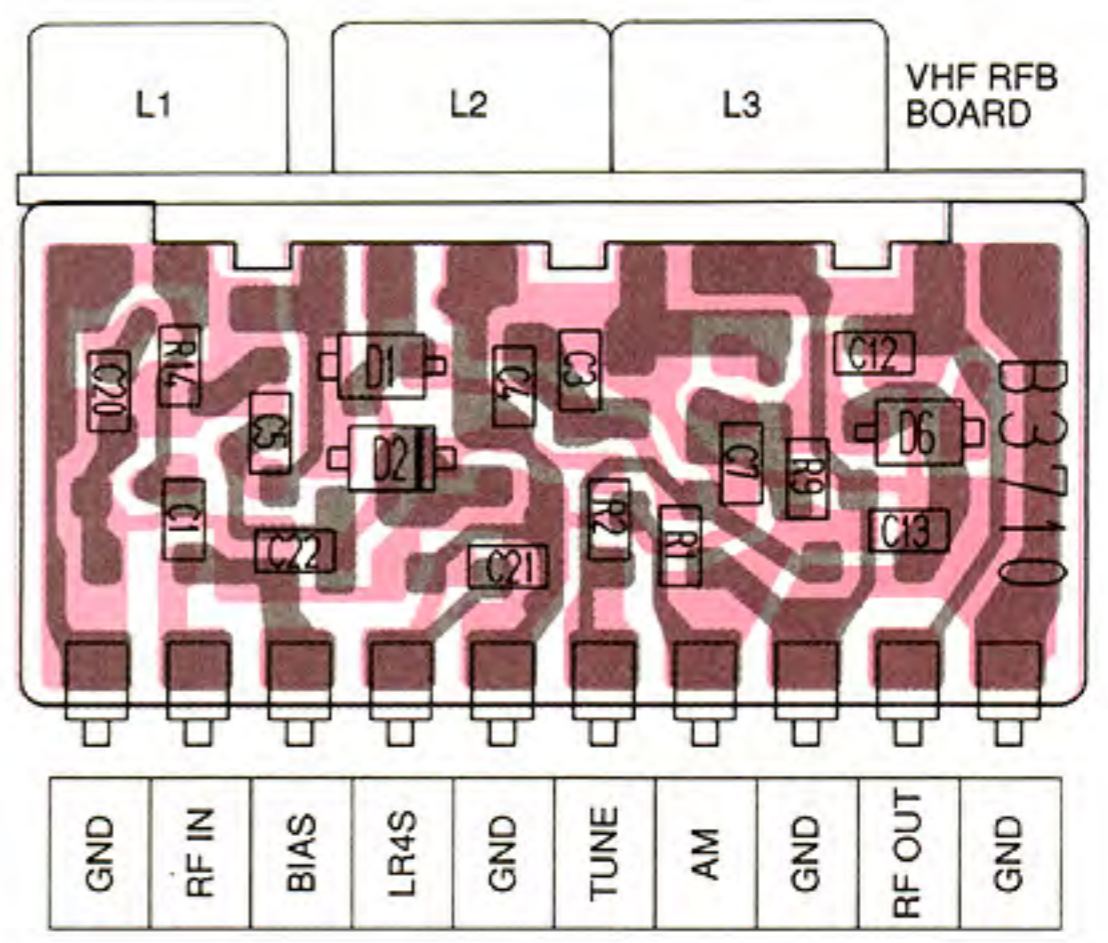 L1
L2
L3
VHF RFB
BOARD
C20
R14
C5
D1
C4
C3
C12
D2
C7
R9
D6
C1
C22
C21
R2
R1
C13
B3710
GND
RF IN
BIAS
LR4S
GND
TUNE
AM
GND
RF OUT
GND